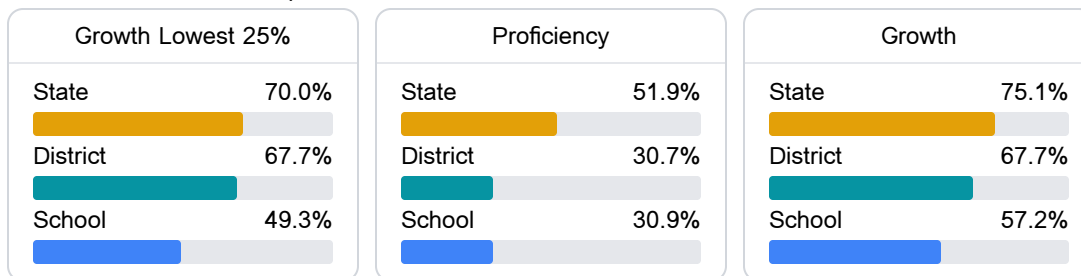 Growth Lowest 25%
State 70.0%
District 67.7%
School 49.3%
Proficiency
State 51.9%
District 30.7%
School 30.9%
Growth
State 75.1%
District 67.7%
School 57.2%